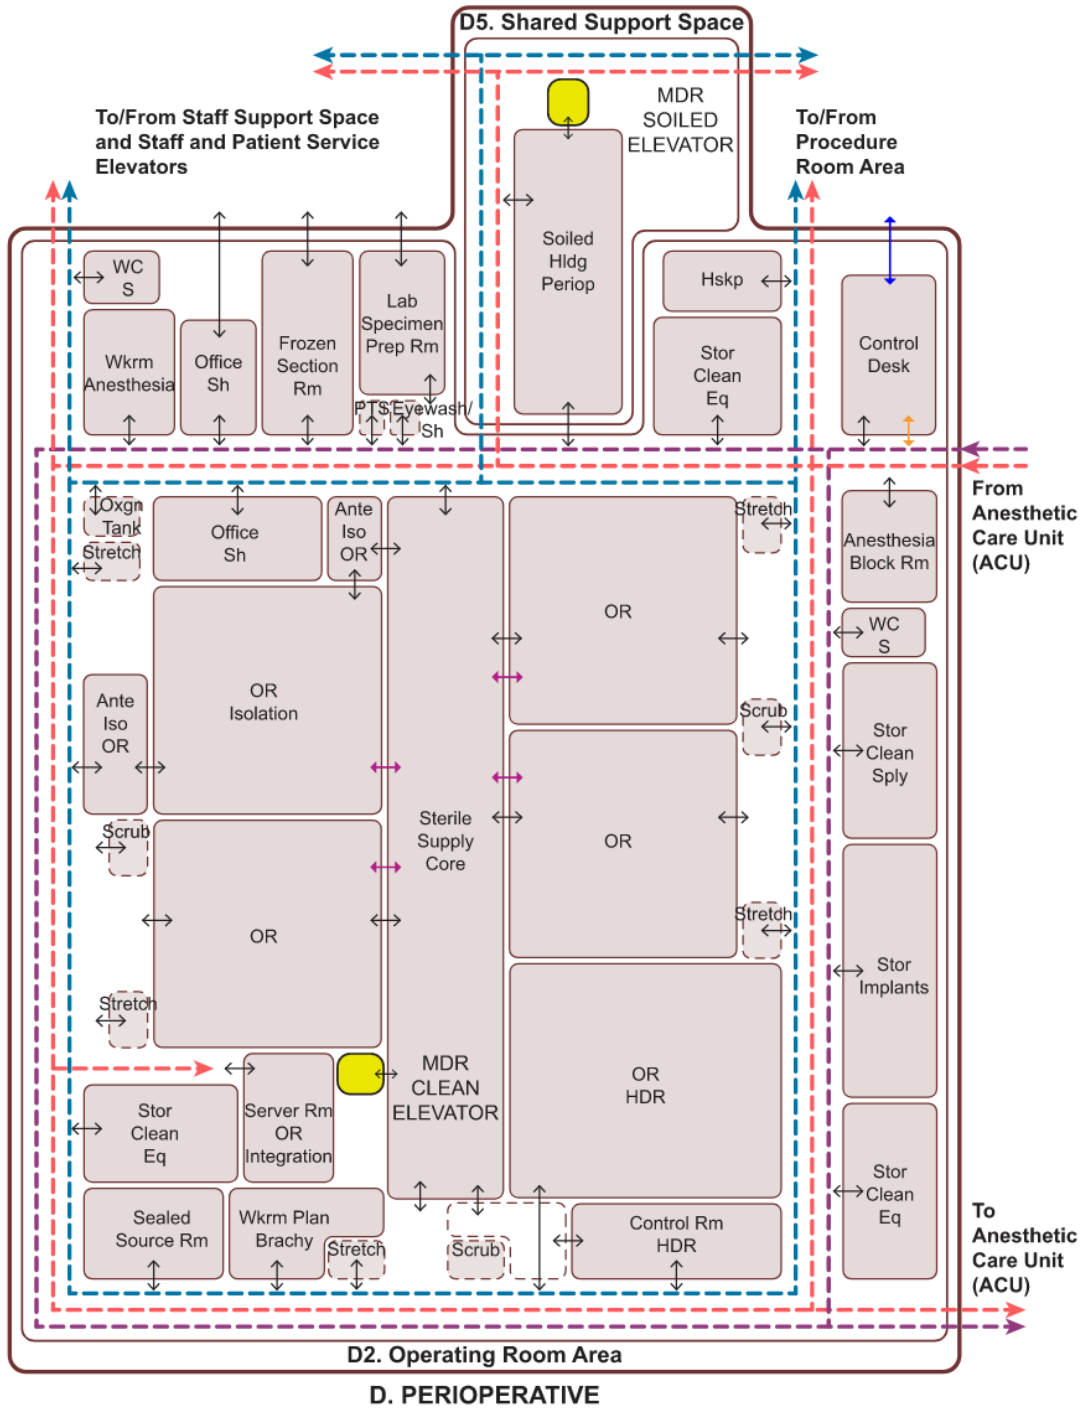 D5. Shared Support Space
MDR
SOILED
ELEVATOR
To/From Staff Support Space
and Staff and Patient Service
Elevators
To/From
Procedure
Room Area
WC
S
Wkrm
Anesthesia
Office
Sh
Frozen
Section
Rm
Lab
Specimen
Prep Rm
PTS
Eyewash/
Sh
Soiled
Hldg
Periop
Hskp
Stor
Clean
Eq
Control
Desk
From
Anesthetic
Care Unit
(ACU)
Oxgn
Tank
Stretch
Office
Sh
Ante
Iso
OR
Stretch
Anesthesia
Block Rm
OR
WC
S
OR
Isolation
Ante
Iso
OR
Scrub
Stor
Clean
Sply
Scrub
Sterile
Supply
Core
OR
OR
Stretch
Stor
Implants
Stretch
MDR
CLEAN
ELEVATOR
OR
HDR
Stor
Clean
Eq
Server Rm
OR
Integration
Stor
Clean
Eq
Sealed
Source Rm
Wkrm Plan
Brachy
Stretch
Scrub
Control Rm
HDR
To
Anesthetic
Care Unit
(ACU)
D2. Operating Room Area
D. PERIOPERATIVE